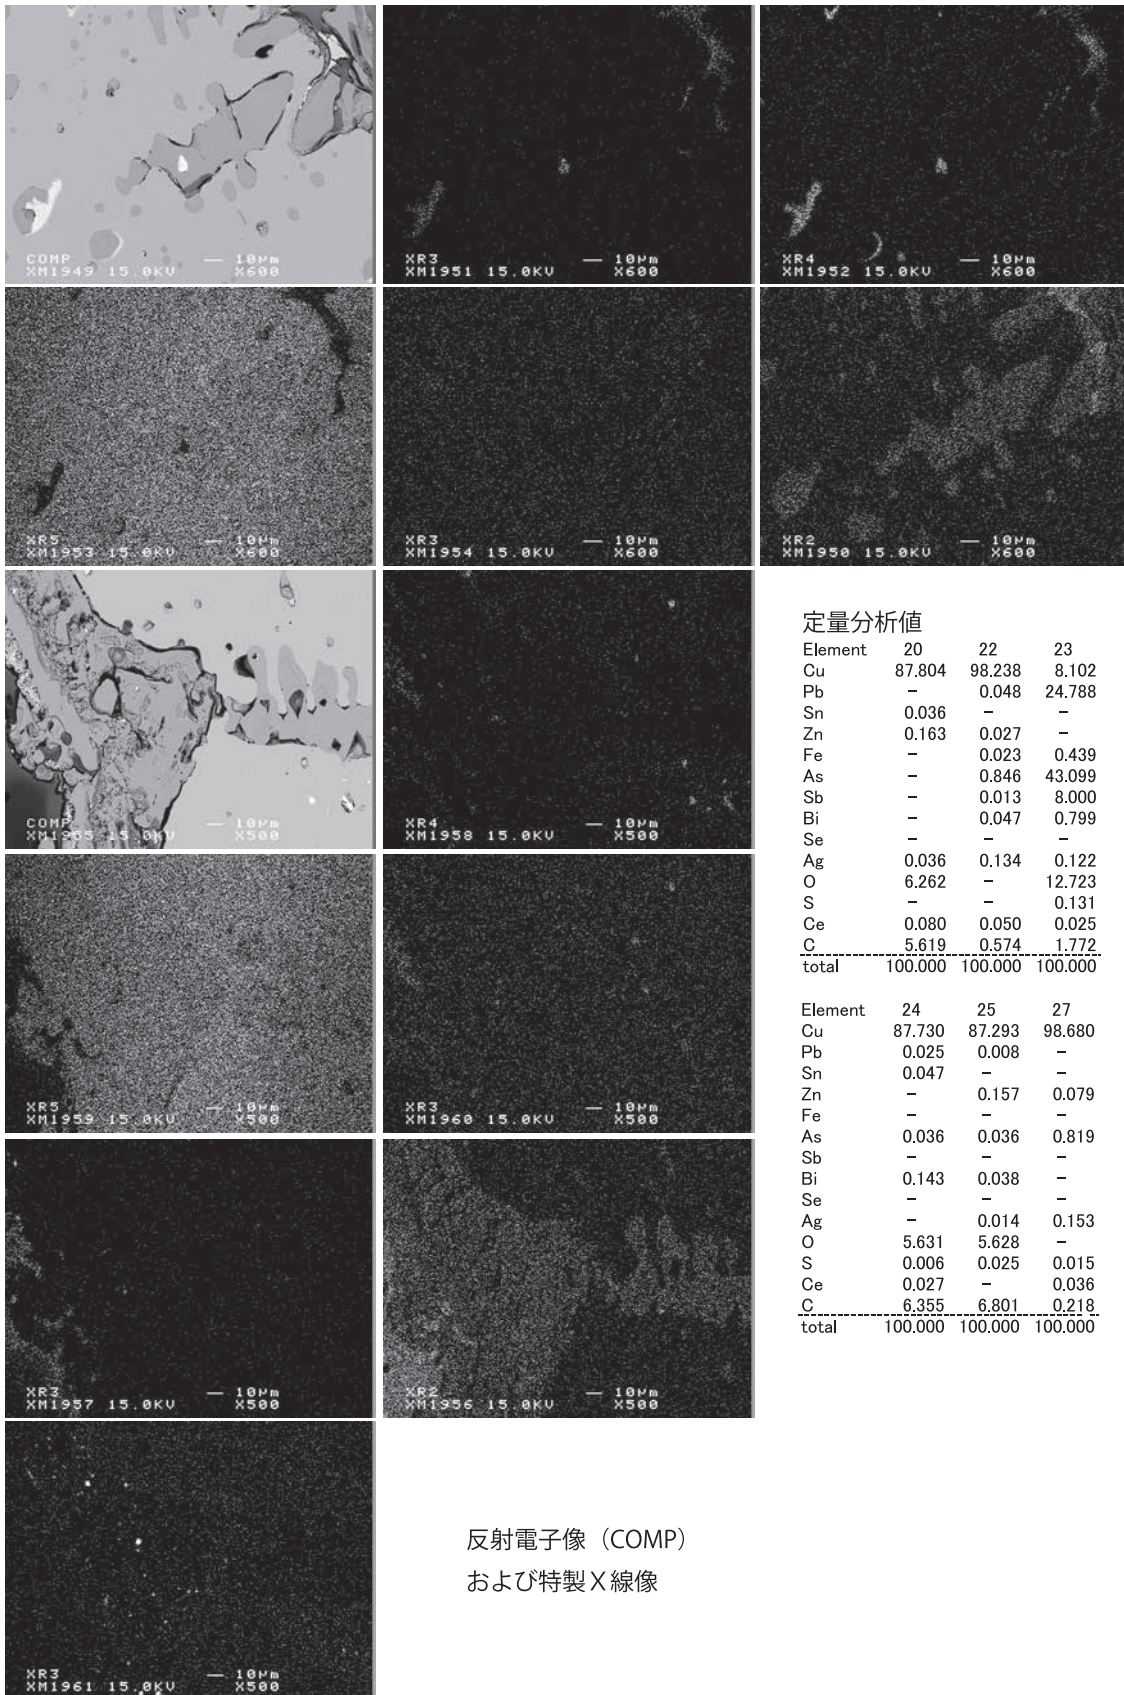 COMP
XM1949 15.0KV — 10μm X600
XR3
XM1951 15.0KV — 10μm X600
XR4
XM1952 15.0KV — 10μm X600
XR5
XM1953 15.0KV — 10μm X600
XR3
XM1954 15.0KV — 10μm X600
XR2
XM1950 15.0KV — 10μm X600
COMP
XM1955 15.0KV — 10μm X500
XR4
XM1958 15.0KV — 10μm X500
定量分析値
Element 20 22 23
Cu 87.804 98.238 8.102
Pb － 0.048 24.788
Sn 0.036 － －
Zn 0.163 0.027 －
Fe － 0.023 0.439
As － 0.846 43.099
Sb － 0.013 8.000
Bi － 0.047 0.799
Se － － －
Ag 0.036 0.134 0.122
O 6.262 － 12.723
S － － 0.131
Ce 0.080 0.050 0.025
C 5.619 0.574 1.772
total 100.000 100.000 100.000
XR5
XM1959 15.0KV — 10μm X500
XR3
XM1960 15.0KV — 10μm X500
Element 24 25 27
Cu 87.730 87.293 98.680
Pb 0.025 0.008 －
Sn 0.047 － －
Zn － 0.157 0.079
Fe － － －
As 0.036 0.036 0.819
Sb － － －
Bi 0.143 0.038 －
Se － － －
Ag － 0.014 0.153
O 5.631 5.628 －
S 0.006 0.025 0.015
Ce 0.027 － 0.036
C 6.355 6.801 0.218
total 100.000 100.000 100.000
XR3
XM1957 15.0KV — 10μm X500
XR2
XM1956 15.0KV — 10μm X500
XR3
XM1961 15.0KV — 10μm X500
反射電子像（COMP）
および特製X線像